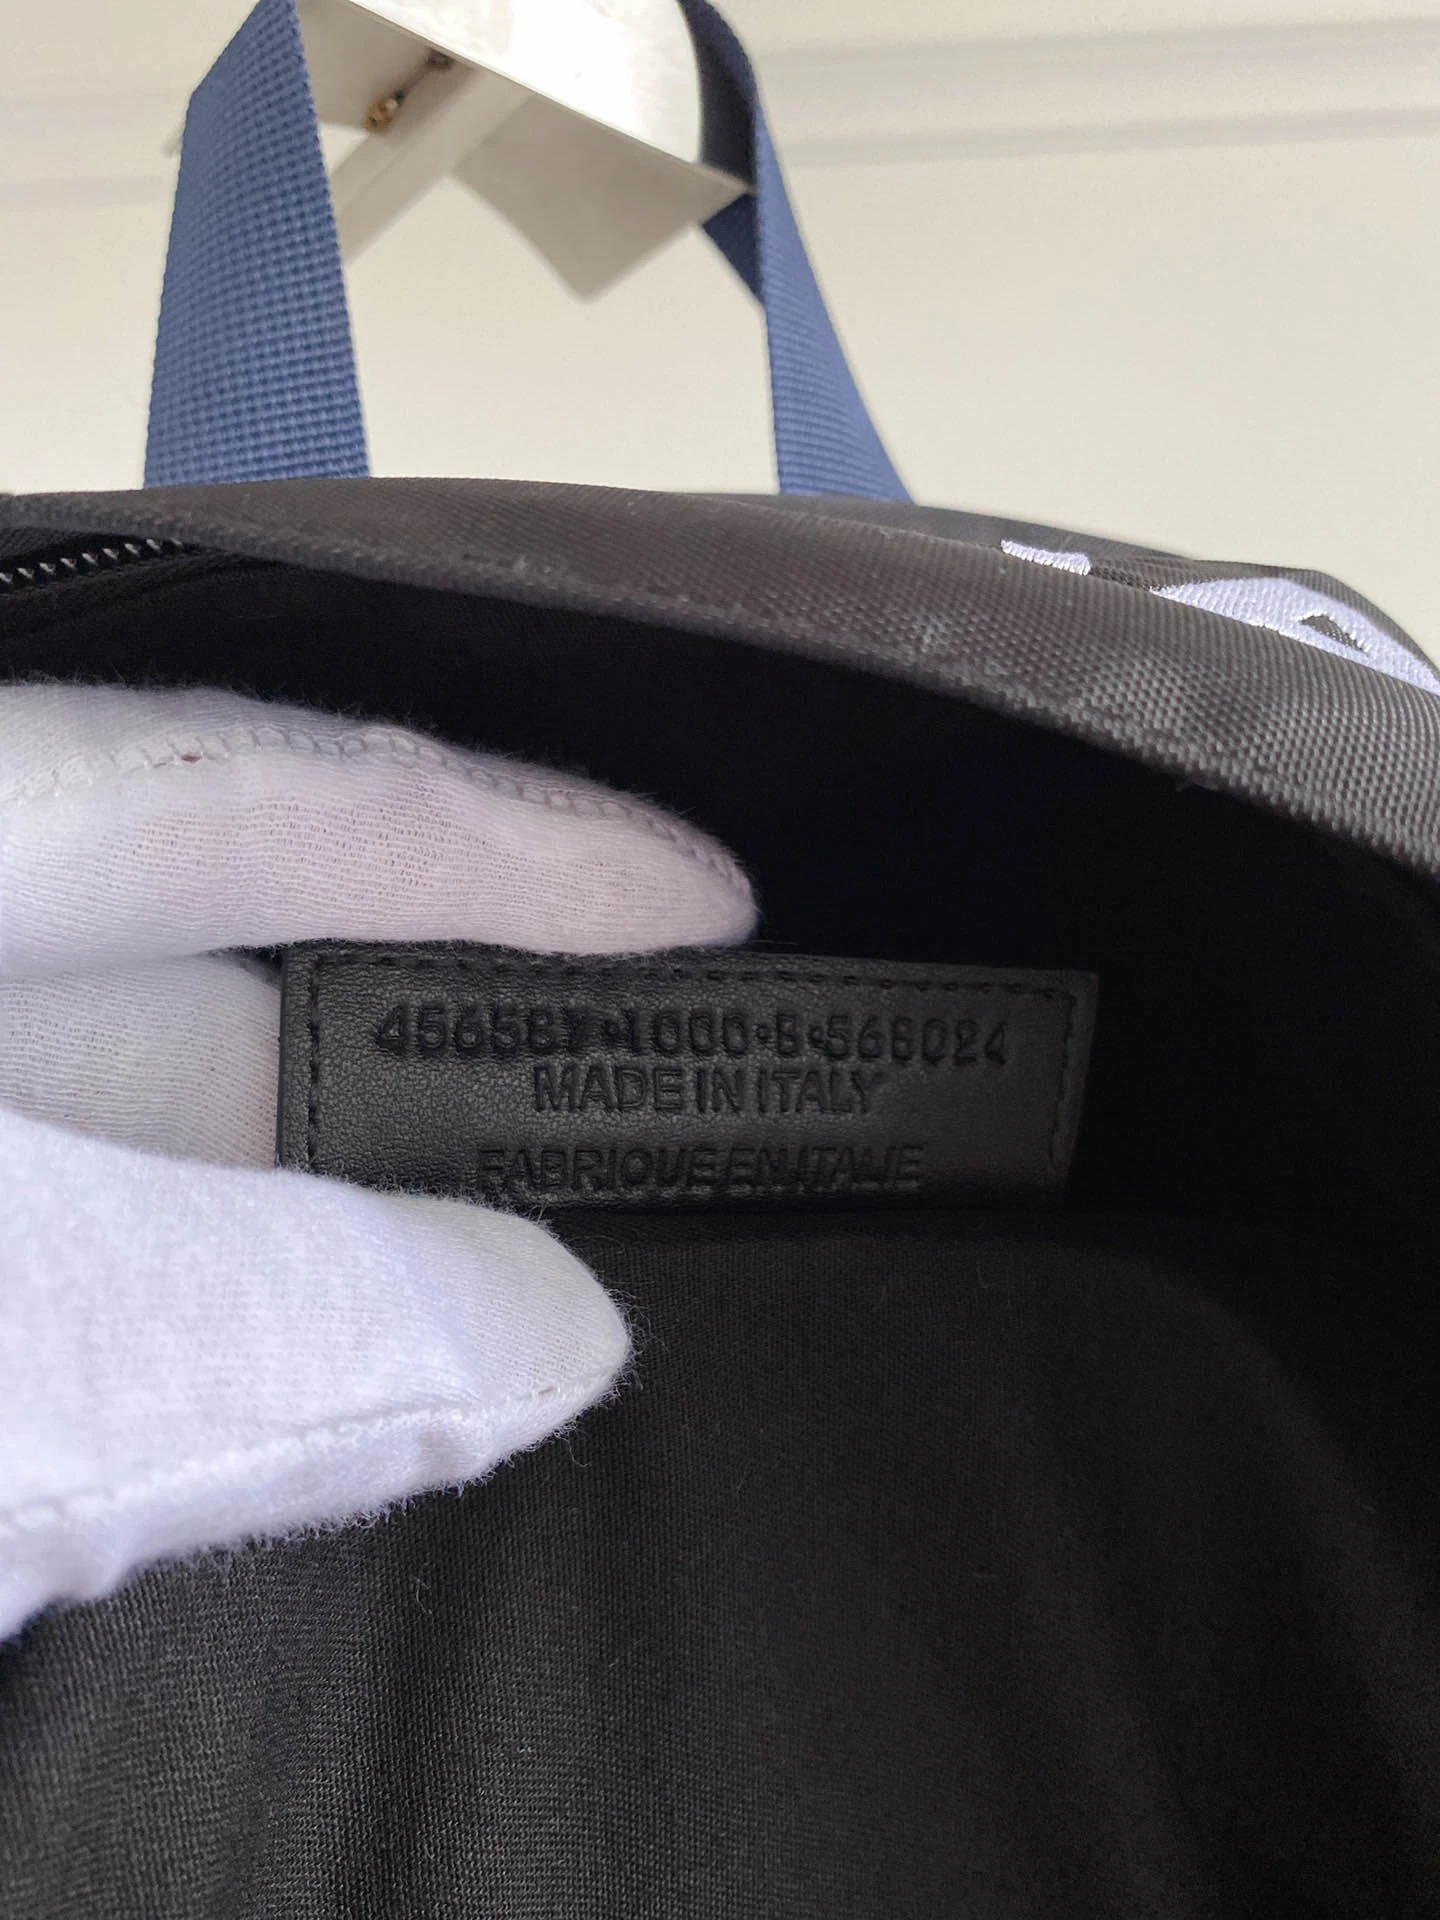 456587•1000•B•568024
MADE IN ITALY
FABRIQUE EN ITALIE